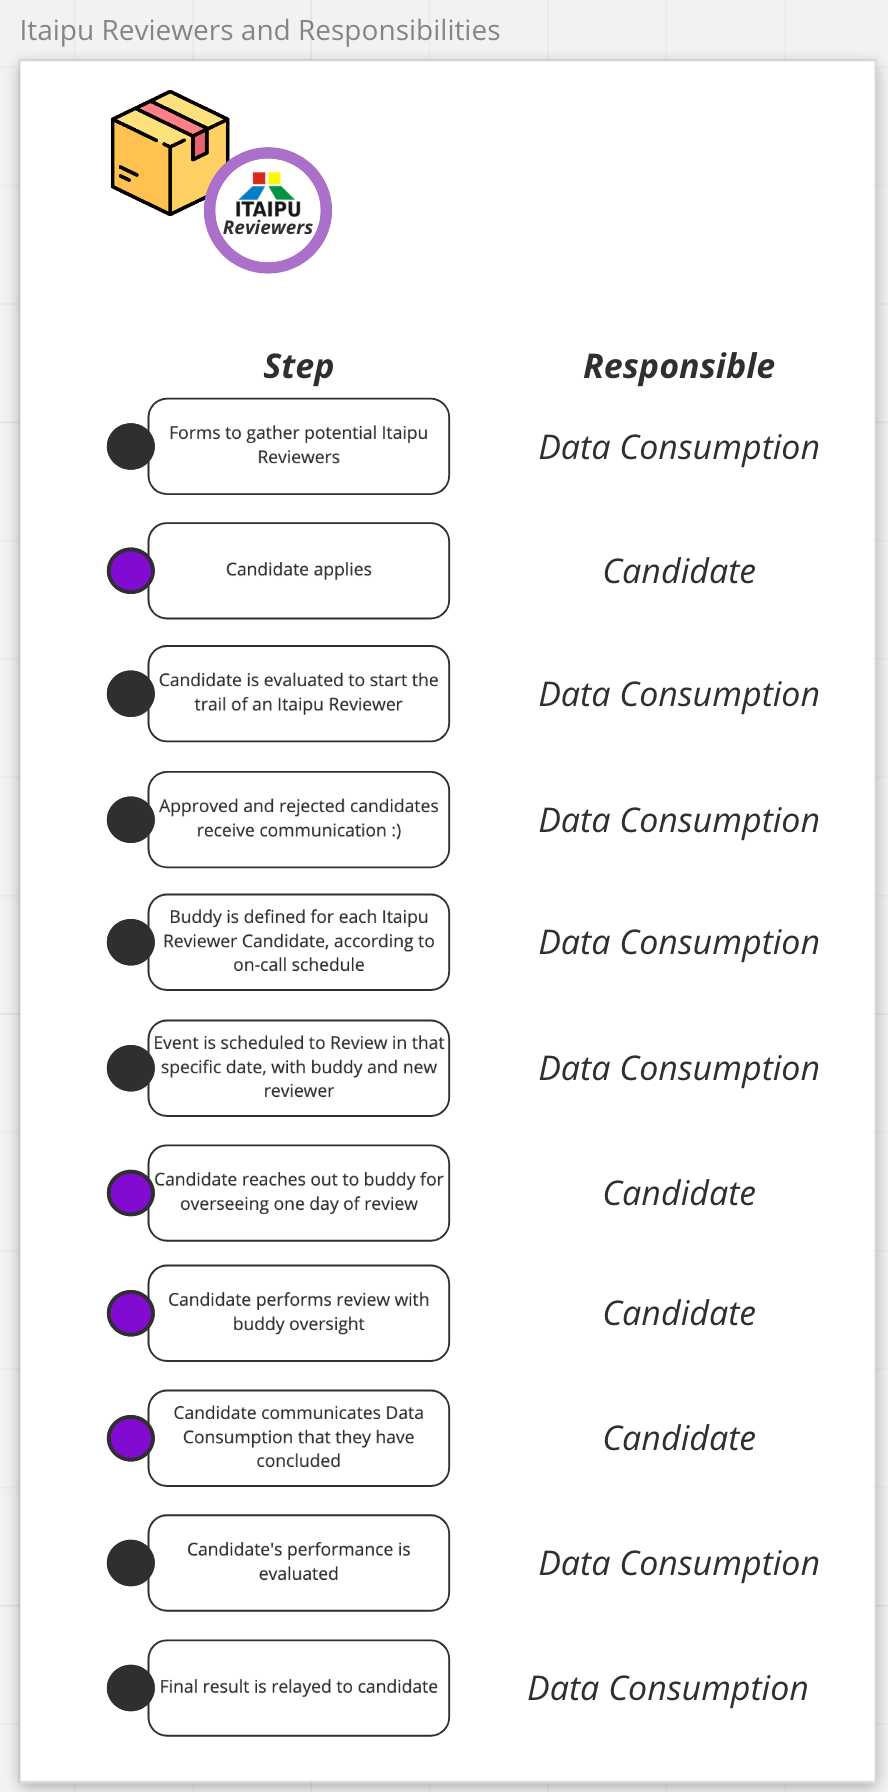 Itaipu Reviewers and Responsibilities
ITAIPU
Reviewers
Step
Responsible
Forms to gather potential Itaipu
Reviewers
Data Consumption
Candidate applies
Candidate
Candidate is evaluated to start the
trail of an Itaipu Reviewer
Data Consumption
Approved and rejected candidates
receive communication :)
Data Consumption
Buddy is defined for each Itaipu
Reviewer Candidate, according to
on-call schedule
Data Consumption
Event is scheduled to Review in that
specific date, with buddy and new
reviewer
Data Consumption
Candidate reaches out to buddy for
overseeing one day of review
Candidate
Candidate performs review with
buddy oversight
Candidate
Candidate communicates Data
Consumption that they have
concluded
Candidate
Candidate's performance is
evaluated
Data Consumption
Final result is relayed to candidate
Data Consumption